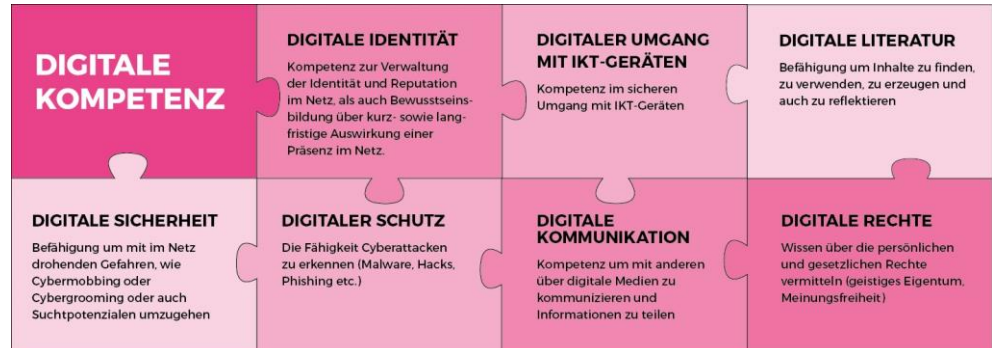 DIGITALE
KOMPETENZ
DIGITALE IDENTITÄT
Kompetenz zur Verwaltung
der Identität und Reputation
im Netz, als auch Bewusstseins-
bildung über kurz- sowie lang-
fristige Auswirkung einer
Präsenz im Netz.
DIGITALER UMGANG
MIT IKT-GERÄTEN
Kompetenz im sicheren
Umgang mit IKT-Geräten
DIGITALE LITERATUR
Befähigung um Inhalte zu finden,
zu verwenden, zu erzeugen und
auch zu reflektieren
DIGITALE SICHERHEIT
Befähigung um mit im Netz
drohenden Gefahren, wie
Cybermobbing oder
Cybergrooming oder auch
Suchtpotenzialen umzugehen
DIGITALER SCHUTZ
Die Fähigkeit Cyberattacken
zu erkennen (Malware, Hacks,
Phishing etc.)
DIGITALE
KOMMUNIKATION
Kompetenz um mit anderen
über digitale Medien zu
kommunizieren und
Informationen zu teilen
DIGITALE RECHTE
Wissen über die persönlichen
und gesetzlichen Rechte
vermitteln (geistiges Eigentum,
Meinungsfreiheit)